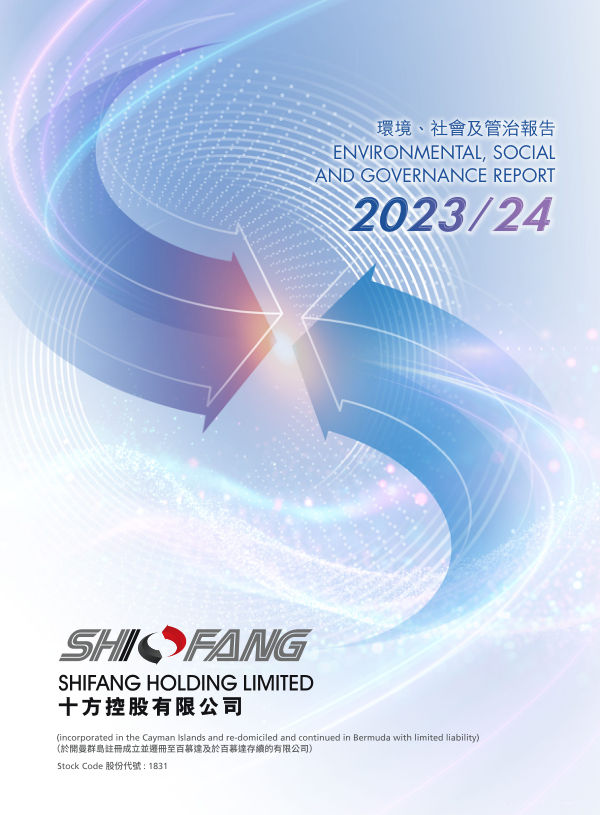 環境、社會及管治報告
ENVIRONMENTAL, SOCIAL
AND GOVERNANCE REPORT
2023/24
SHIFANG
SHIFANG HOLDING LIMITED
十方控股有限公司
(incorporated in the Cayman Islands and re-domiciled and continued in Bermuda with limited liability)
（於開曼群島註冊成立並遷冊至百慕達及於百慕達存續的有限公司）
Stock Code 股份代號 : 1831